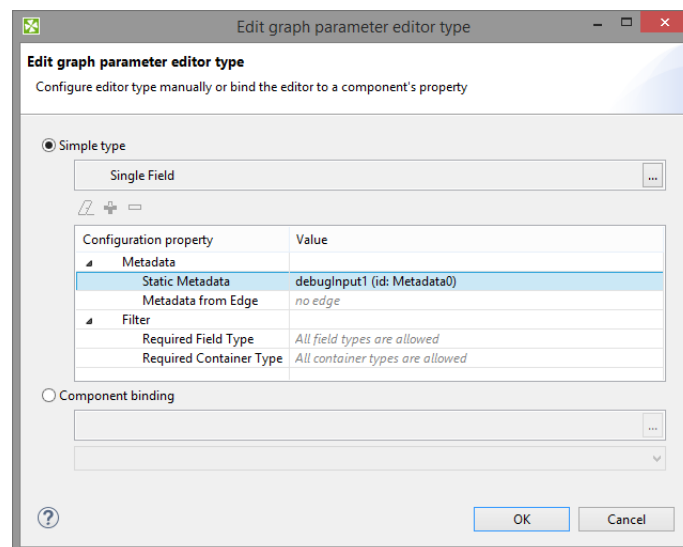 Edit graph parameter editor type
Edit graph parameter editor type
Configure editor type manually or bind the editor to a component's property
Simple type
Single Field
...
Configuration property Value
Metadata
Static Metadata debugInput1 (id: Metadata0)
Metadata from Edge no edge
Filter
Required Field Type All field types are allowed
Required Container Type All container types are allowed
Component binding
...
?
OK Cancel